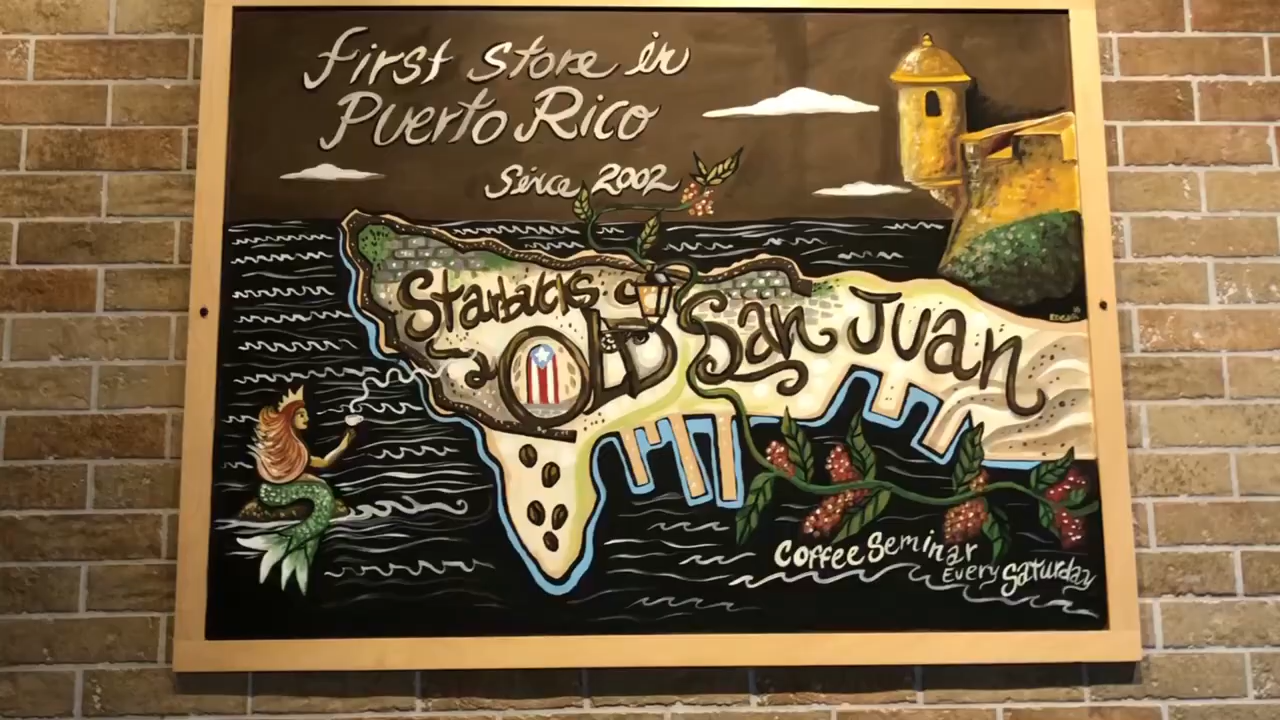 First Store in
Puerto Rico
Since 2002
Starbucks
OLD San Juan
Coffee Seminar
Every Saturday